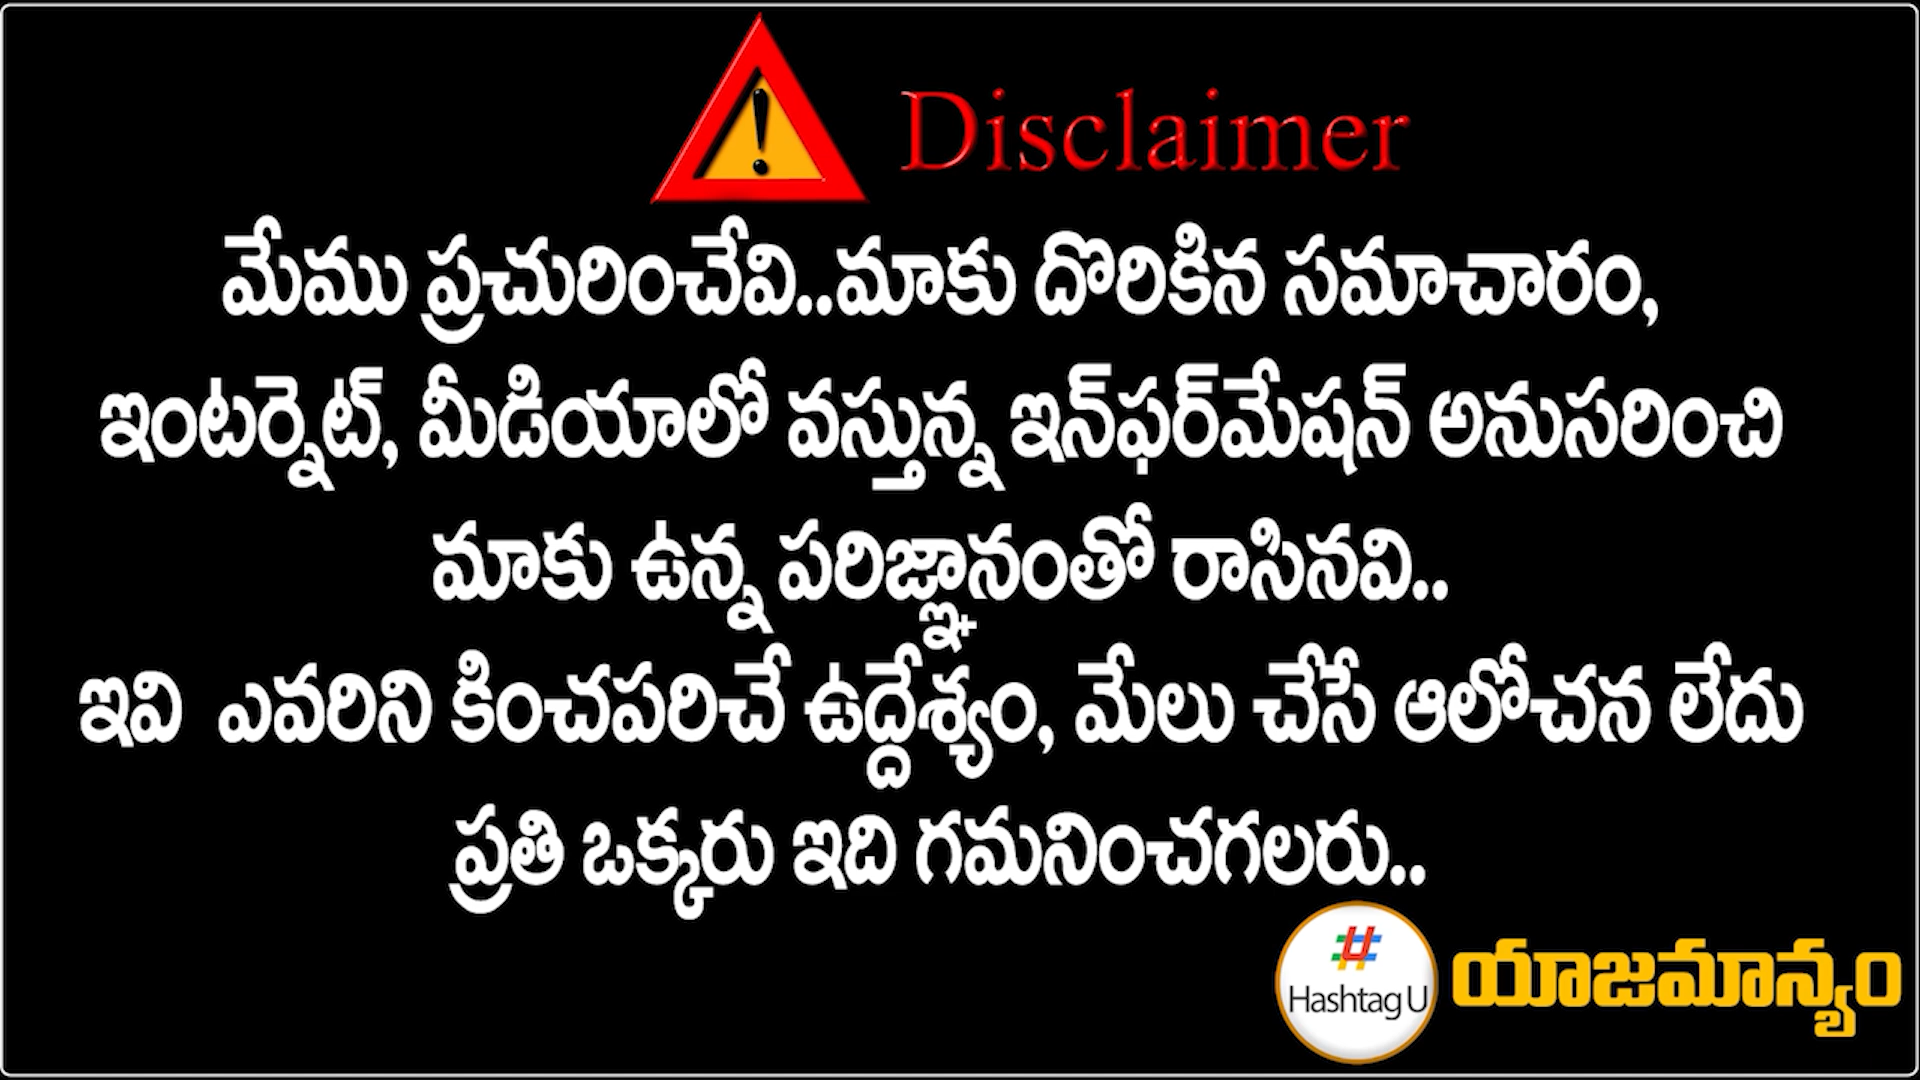 Disclaimer
మేము ప్రచురించేవి..మాకు దొరికిన సమాచారం,
ఇంటర్నెట్, మీడియాలో వస్తున్న ఇన్‌ఫర్‌మేషన్ అనుసరించి
మాకు ఉన్న పరిజ్ఞానంతో రాసినవి..
ఇవి ఎవరిని కించపరిచే ఉద్దేశ్యం, మేలు చేసే ఆలోచన లేదు
ప్రతి ఒక్కరు ఇది గమనించగలరు..
Hashtag U
యాజమాన్యం